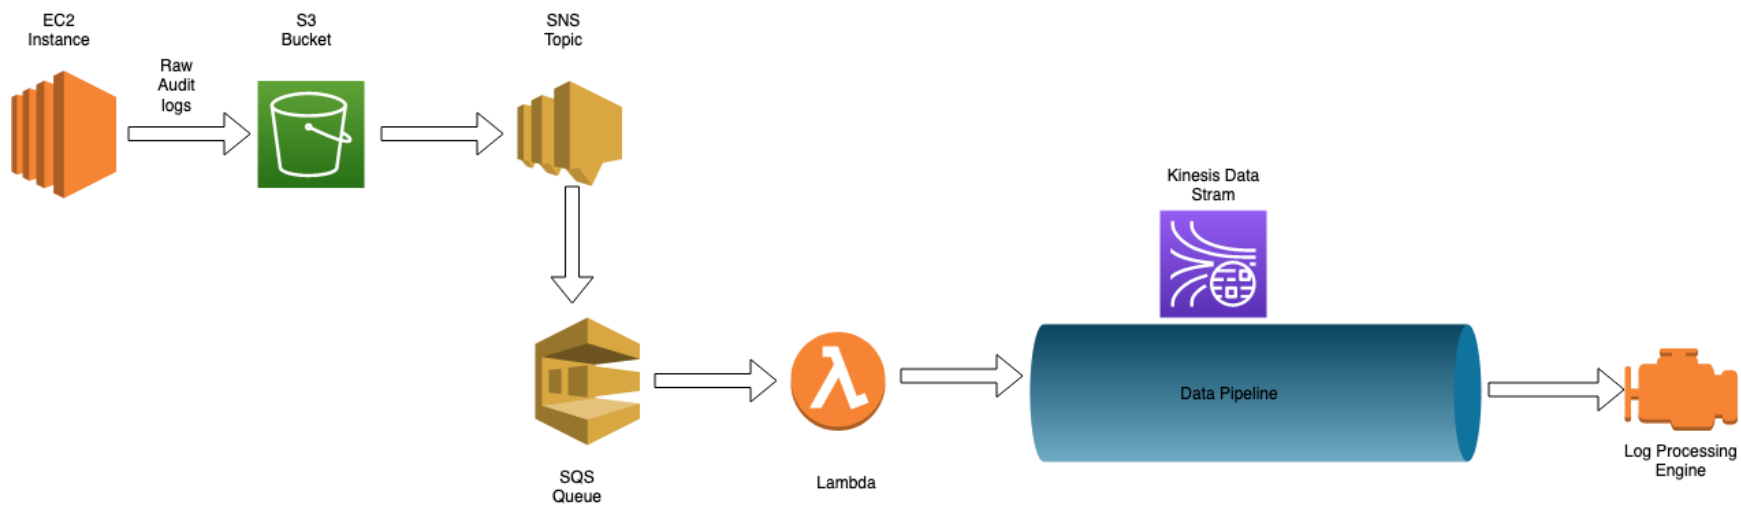 EC2
Instance
Raw
Audit
logs
S3
Bucket
SNS
Topic
SQS
Queue
Lambda
Kinesis Data
Stram
Data Pipeline
Log Processing
Engine